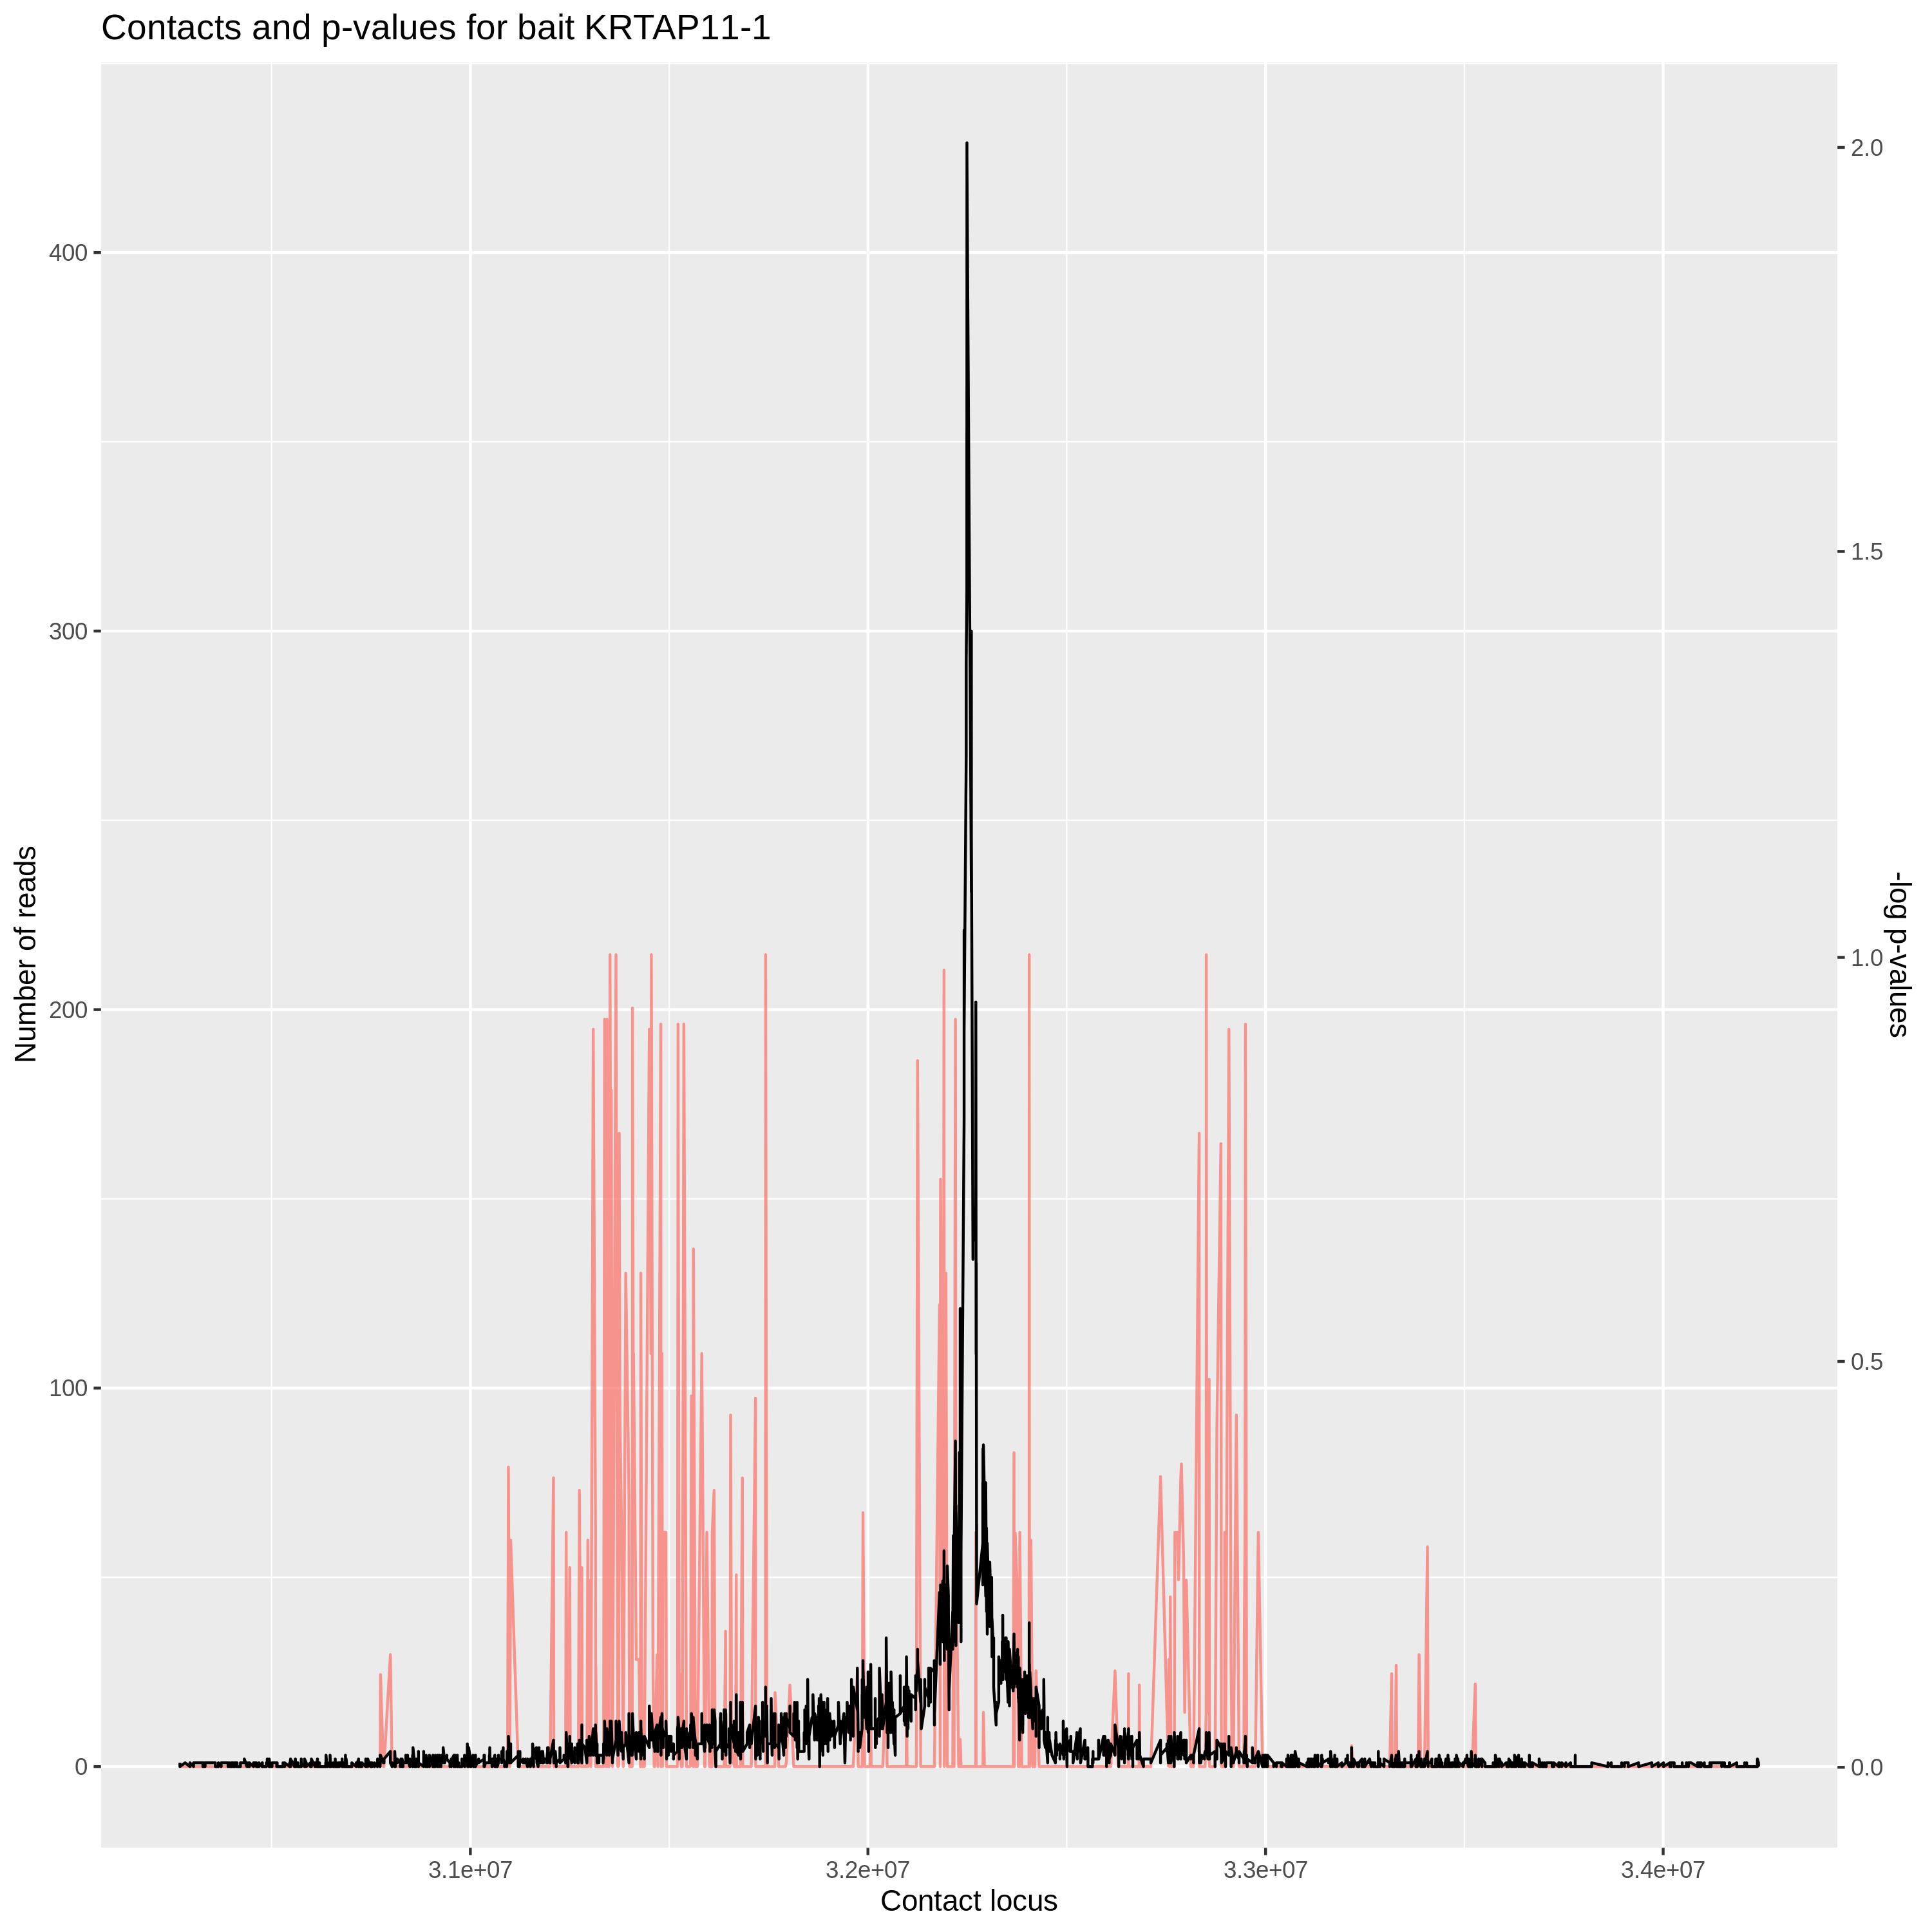 Contacts and p-values for bait KRTAP11-1
400
300
200
100
0
Number of reads
2.0
1.5
1.0
0.5
0.0
-log p-values
3.1e+07
3.2e+07
3.3e+07
3.4e+07
Contact locus